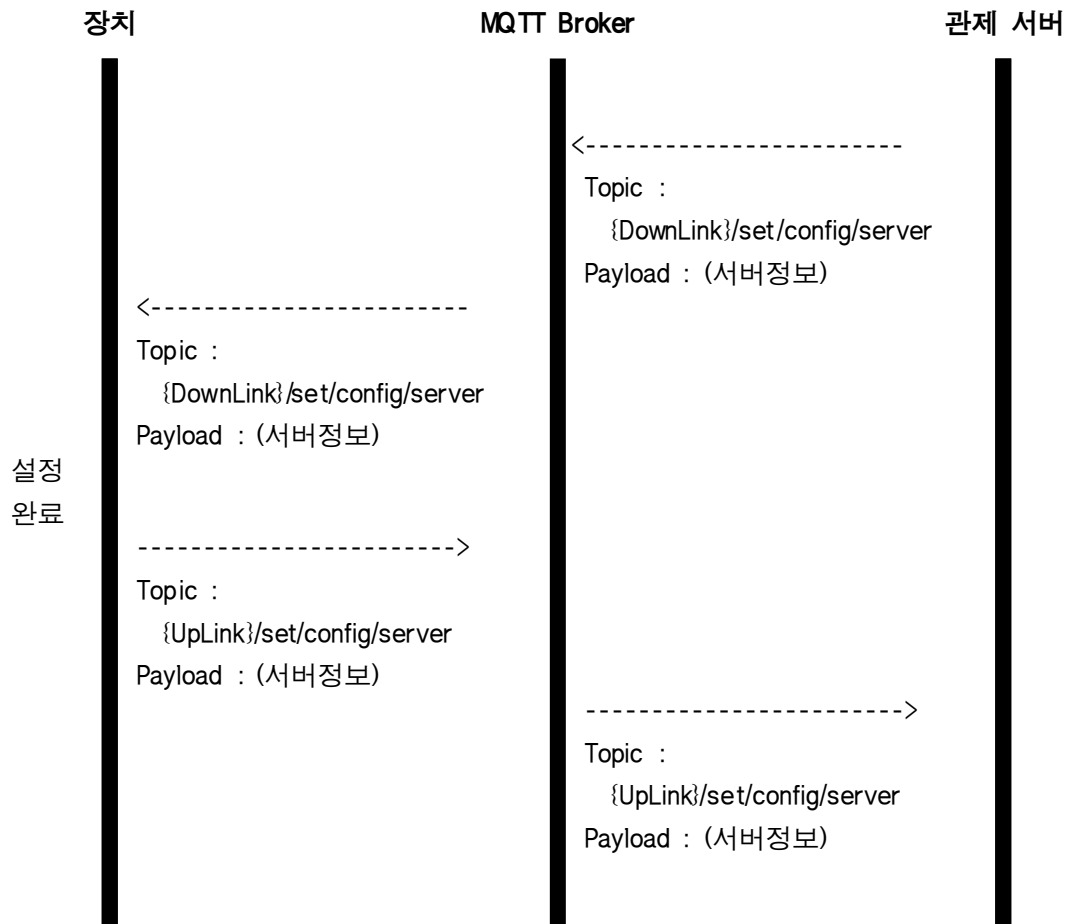 장치 MQTT Broker 관제 서버
<------------------------
Topic :
{DownLink}/set/config/server
Payload : (서버정보)
<------------------------
Topic :
{DownLink}/set/config/server
Payload : (서버정보)
설정
완료
------------------------>
Topic :
{UpLink}/set/config/server
Payload : (서버정보)
------------------------>
Topic :
{UpLink}/set/config/server
Payload : (서버정보)